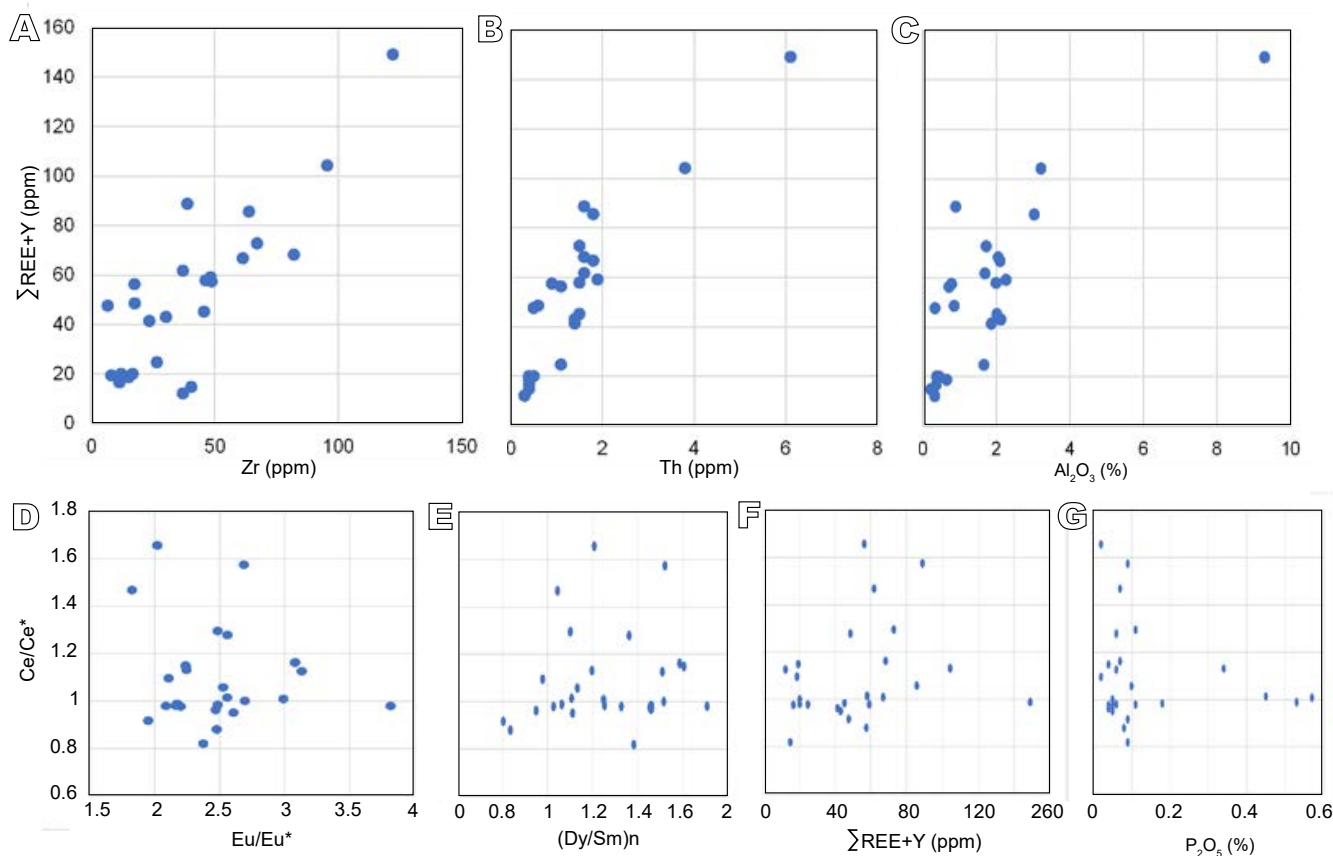 A
B
C
160
140
120
100
80
60
40
20
0
∑REE+Y (ppm)
0 50 100 150
0 2 4 6 8
0 2 4 6 8 10
Zr (ppm)
Th (ppm)
Al₂O₃ (%)
D
E
F
G
1.8
1.6
1.4
1.2
1
0.8
0.6
Ce/Ce*
1.5 2 2.5 3 3.5 4
0 0.8 1 1.2 1.4 1.6 2
0 40 80 120 260
0 0.2 0.4 0.6
Eu/Eu*
(Dy/Sm)n
∑REE+Y (ppm)
P₂O₅ (%)